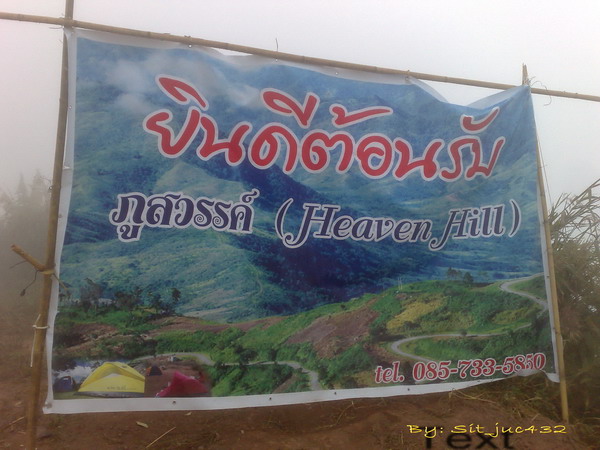 ยินดีต้อนรับ
ภูสวรรค์ (Heaven Hill)
tel. 085-733-5850
By: Sit_juc432
Text